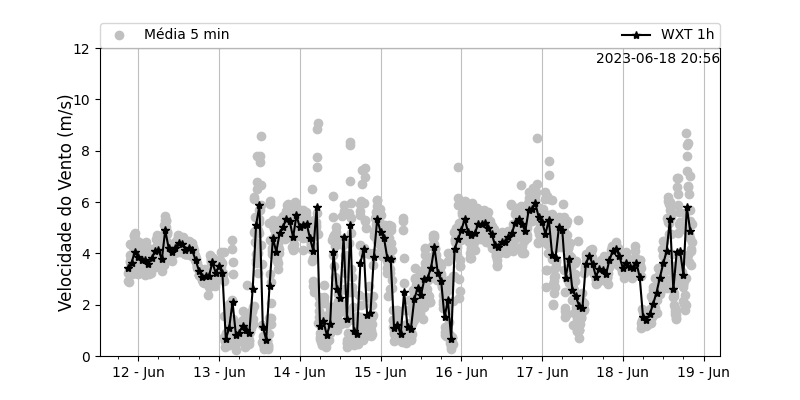 Média 5 min
WXT 1h
2023-06-18 20:56
Velocidade do Vento (m/s)
12
10
8
6
4
2
0
12 - Jun
13 - Jun
14 - Jun
15 - Jun
16 - Jun
17 - Jun
18 - Jun
19 - Jun